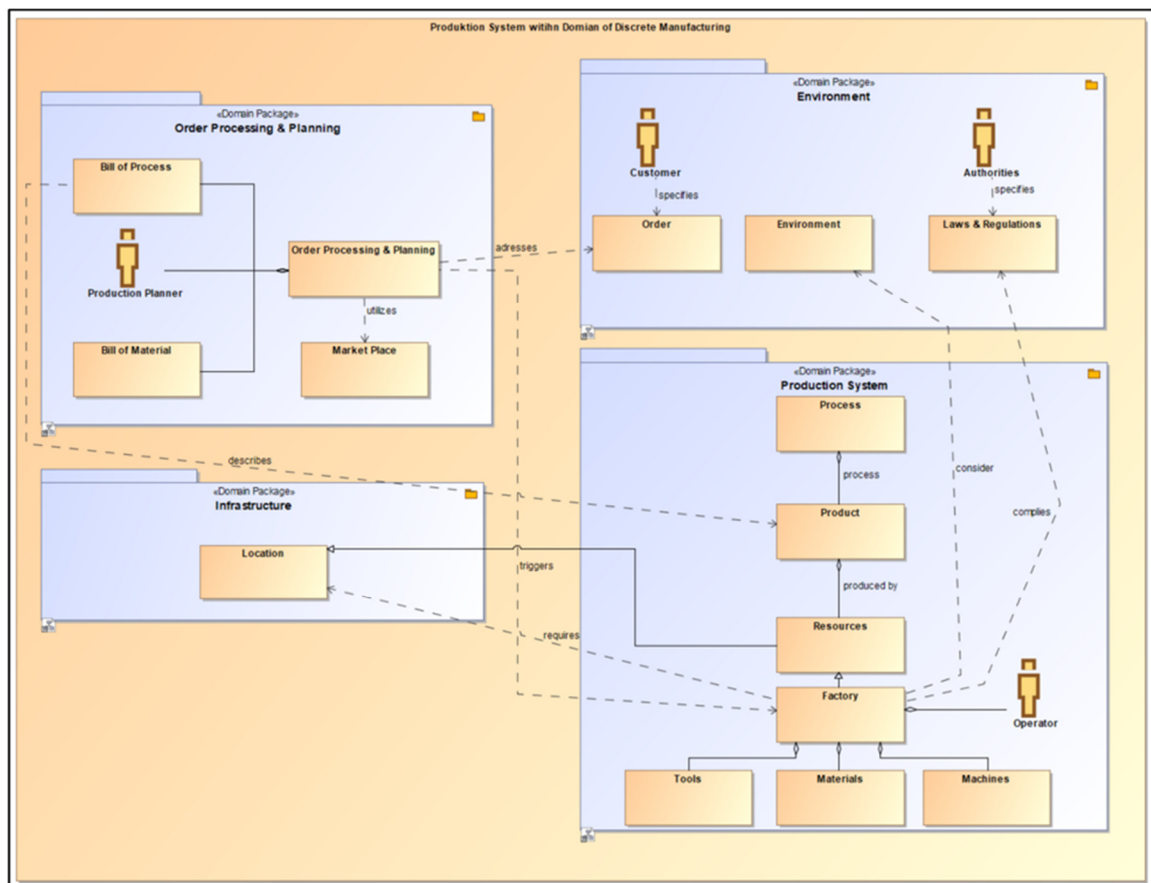 Produktion System witihn Domian of Discrete Manufacturing
«Domain Package»
Order Processing & Planning
Bill of Process
Production Planner
Order Processing & Planning
utilizes
Bill of Material
Market Place
adresses
«Domain Package»
Environment
Customer
Authorities
specifies
specifies
Order
Environment
Laws & Regulations
describes
«Domain Package»
Infrastructure
Location
triggers
requires
«Domain Package»
Production System
Process
process
consider
Product
complies
produced by
Resources
Factory
Operator
Tools
Materials
Machines